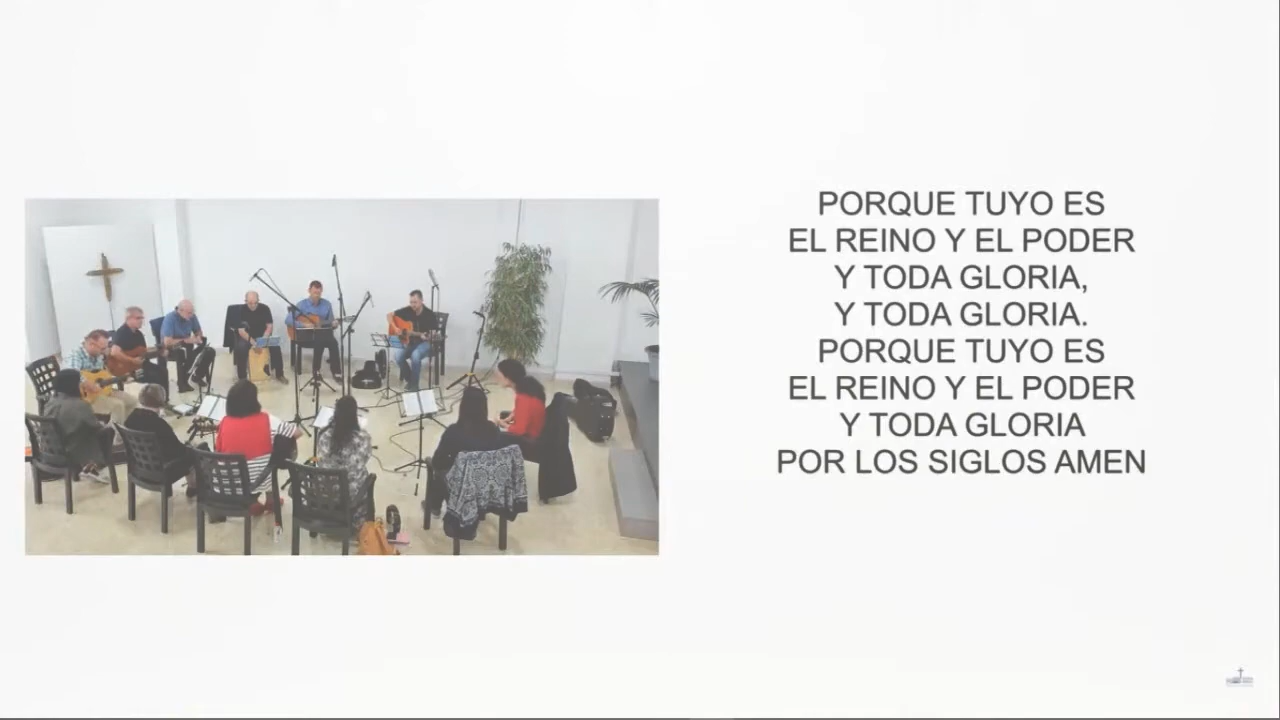 PORQUE TUYO ES
EL REINO Y EL PODER
Y TODA GLORIA,
Y TODA GLORIA.
PORQUE TUYO ES
EL REINO Y EL PODER
Y TODA GLORIA
POR LOS SIGLOS AMEN